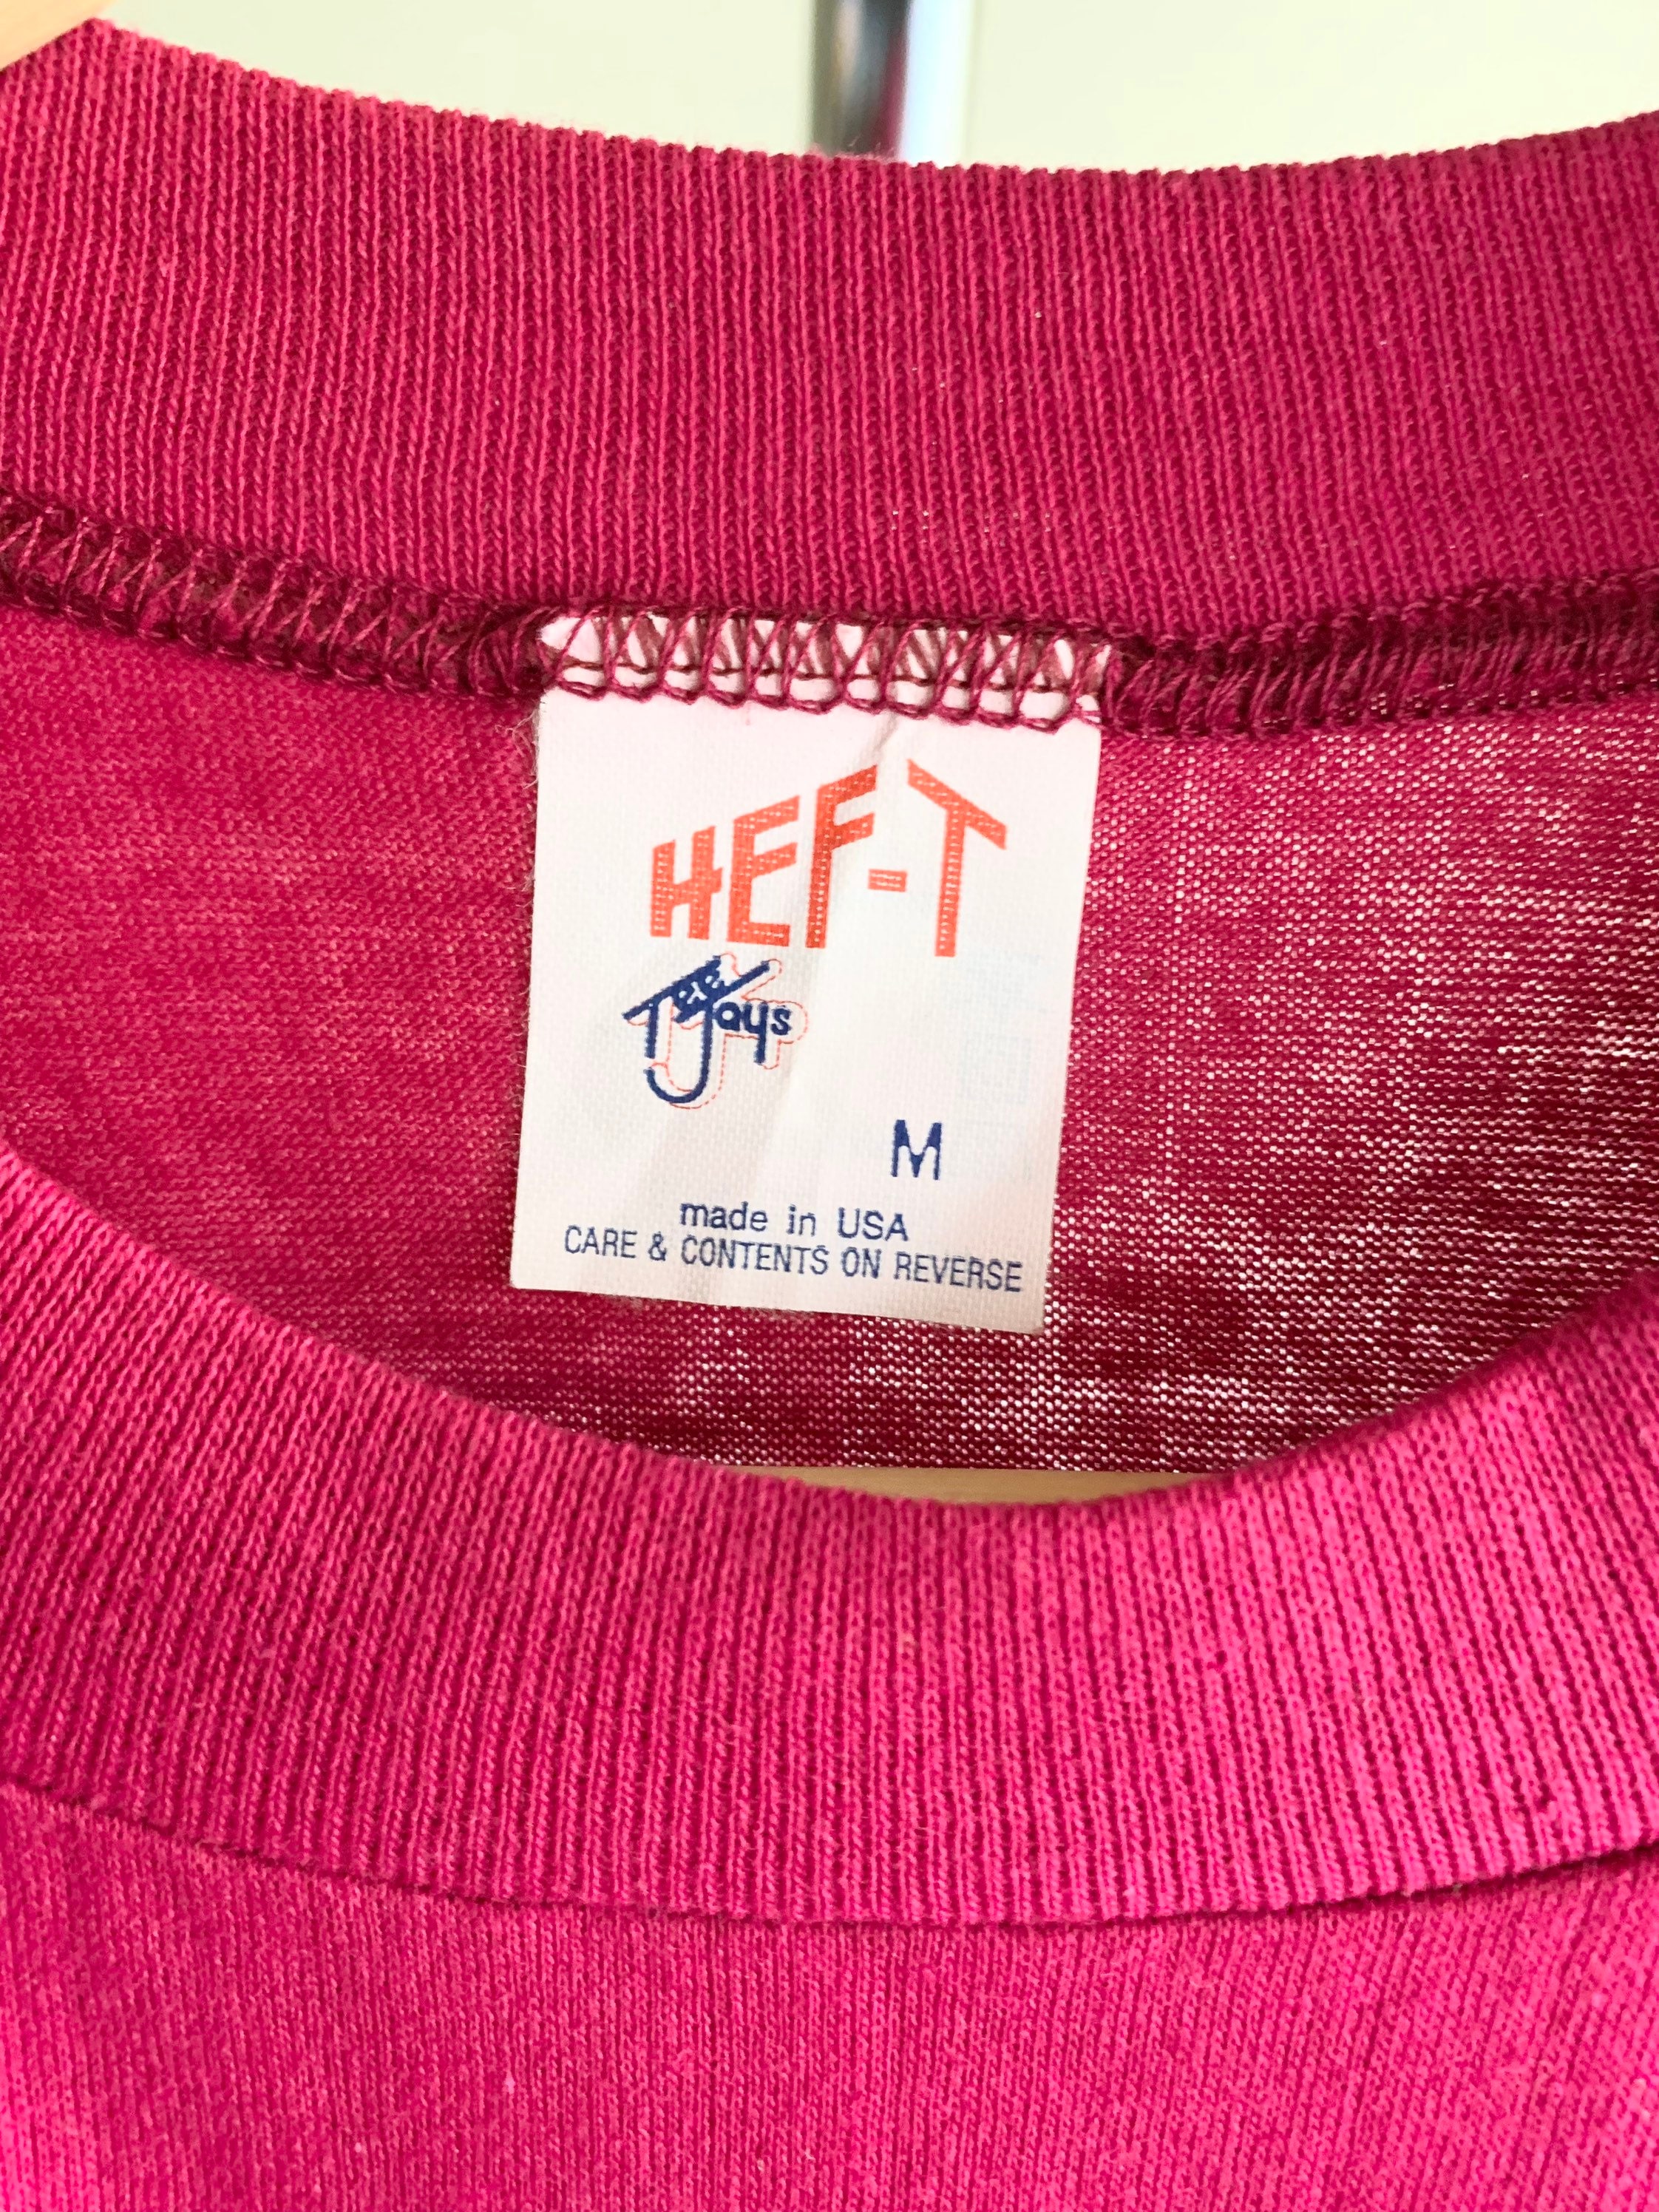 HEF-T
Tee Jays
M
made in USA
CARE & CONTENTS ON REVERSE